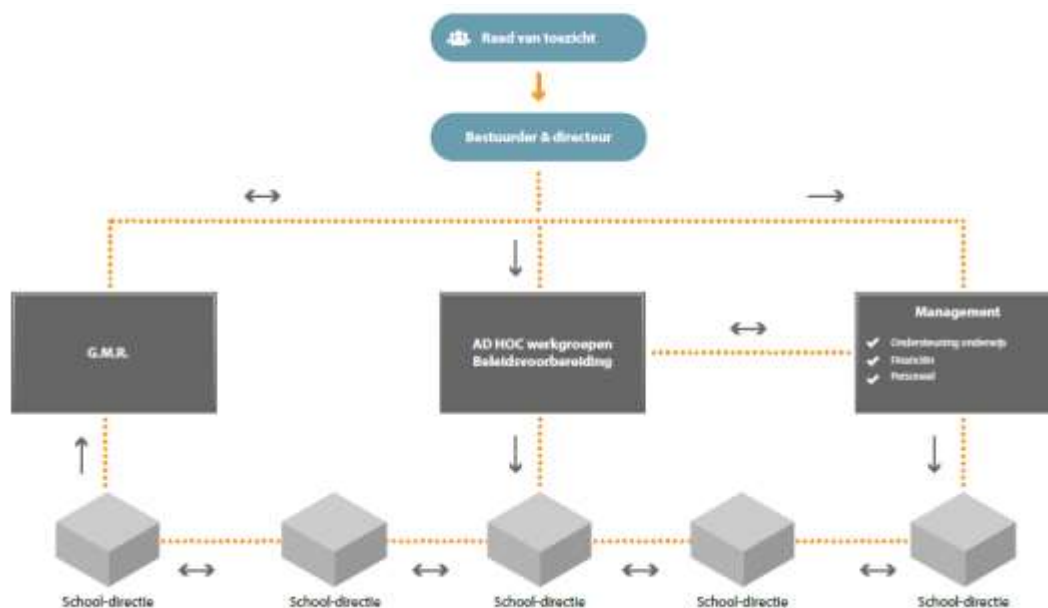 Raad van toezicht
Bestuurder & directeur
G.M.R.
AD HOC werkgroepen
Beleidsvoorbereiding
Management
Ondersteuning onderwijs
Financiën
Personeel
School-directie
School-directie
School-directie
School-directie
School-directie